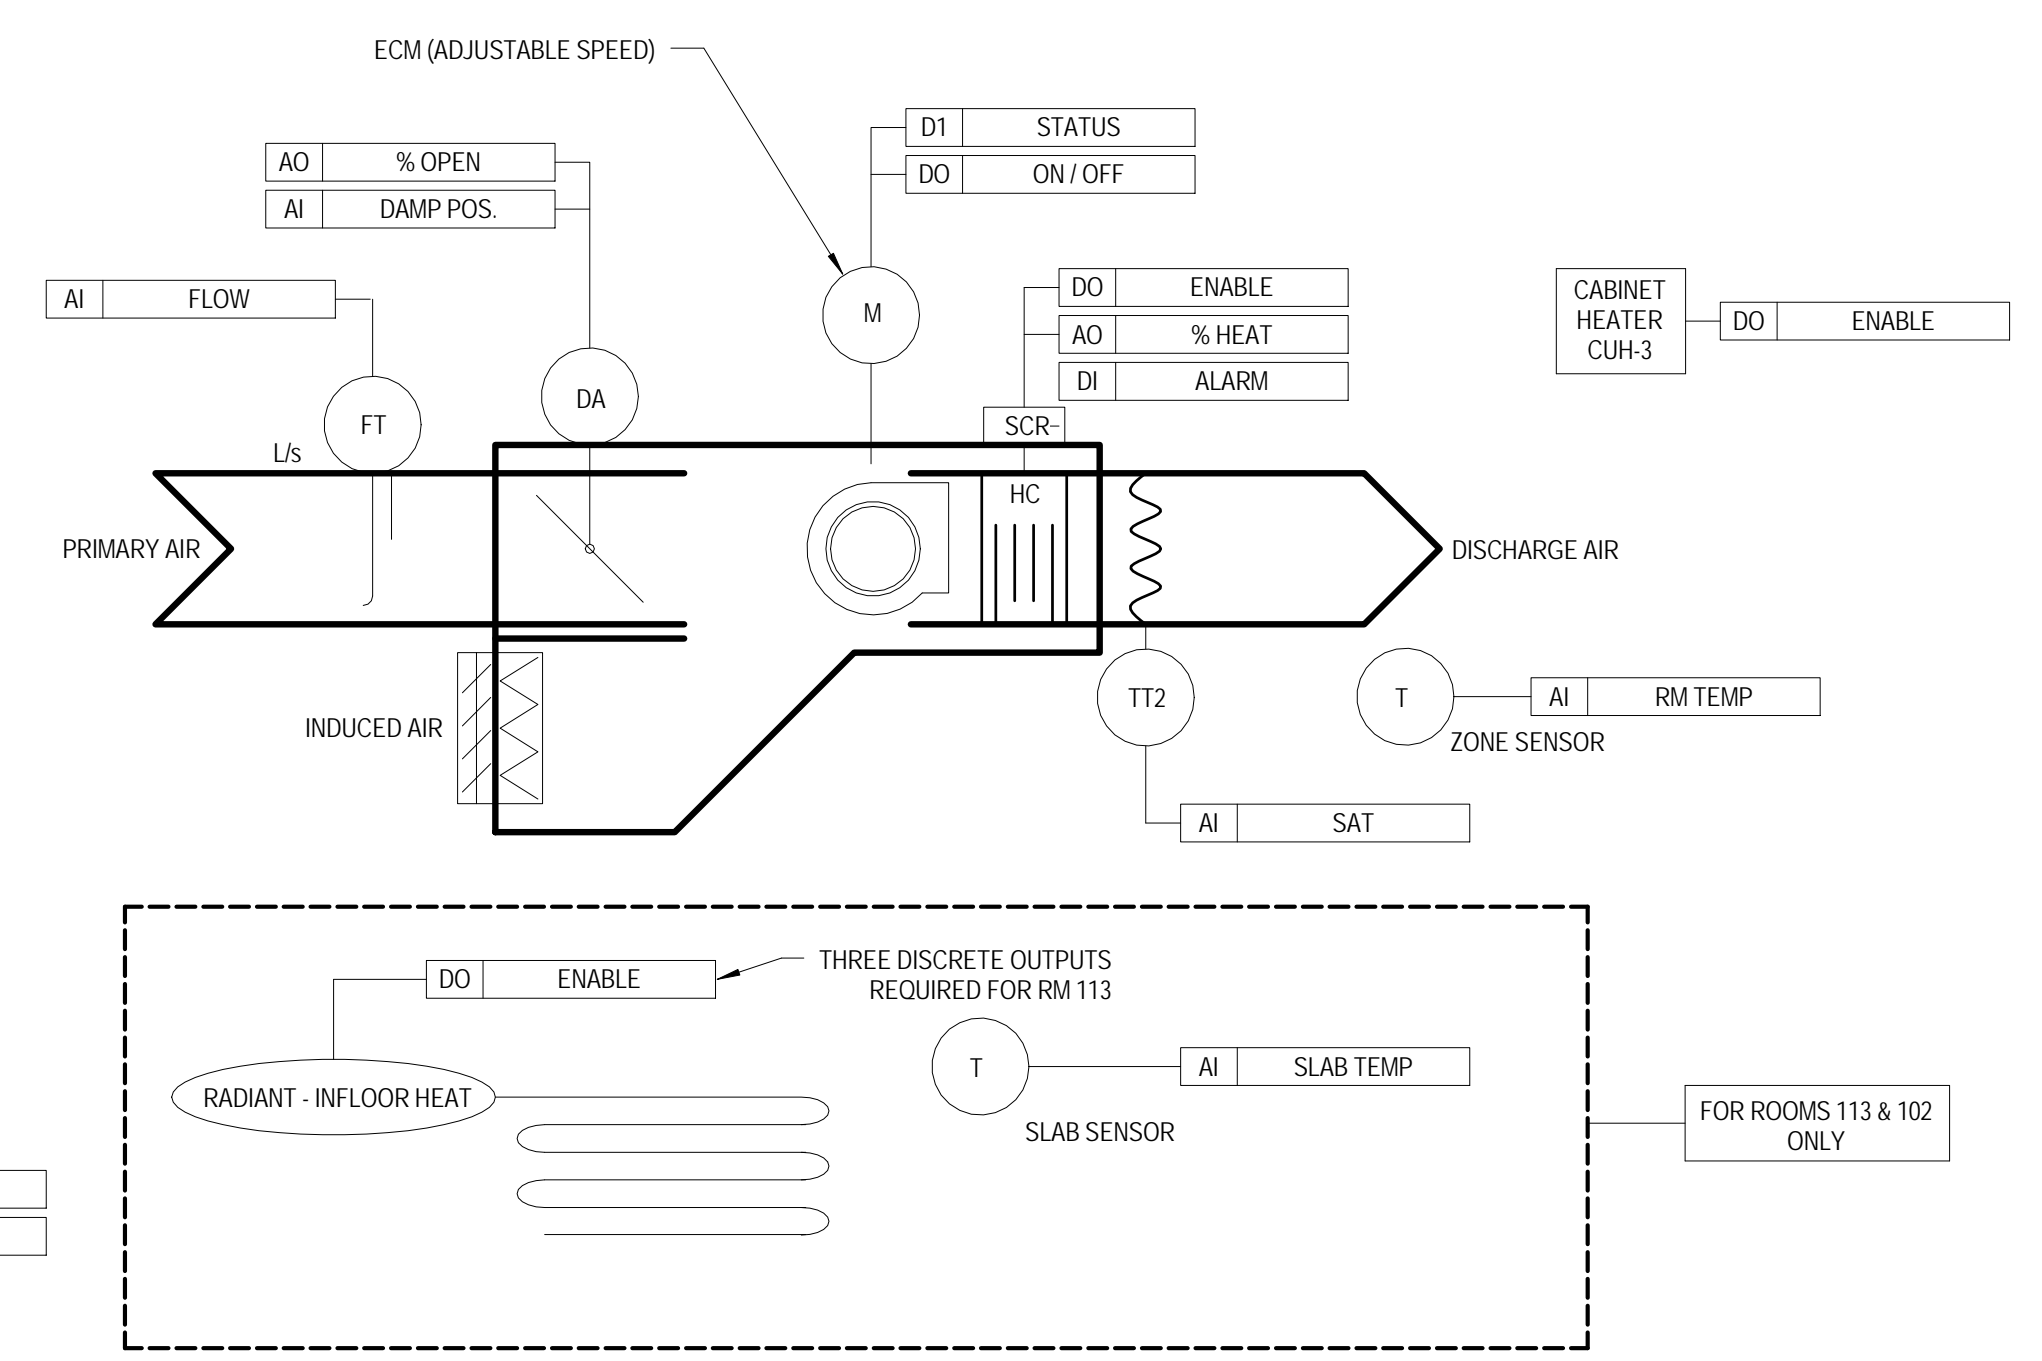 ECM (ADJUSTABLE SPEED)
D1 STATUS
DO ON / OFF
AO % OPEN
AI DAMP POS.
AI FLOW
DO ENABLE
AO % HEAT
DI ALARM
CABINET
HEATER
CUH-3
DO ENABLE
M
DA
FT
SCR-
L/s
HC
PRIMARY AIR
DISCHARGE AIR
INDUCED AIR
TT2
T
AI RM TEMP
ZONE SENSOR
AI SAT
DO ENABLE
THREE DISCRETE OUTPUTS
REQUIRED FOR RM 113
T
AI SLAB TEMP
SLAB SENSOR
RADIANT - INFLOOR HEAT
FOR ROOMS 113 & 102
ONLY